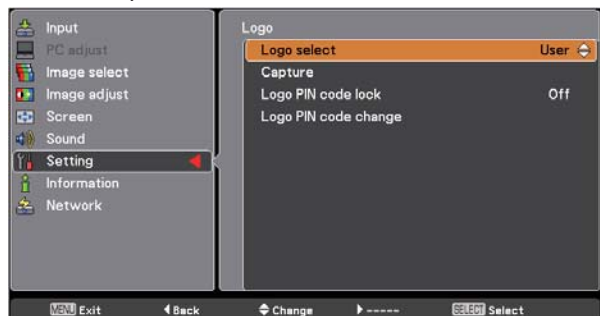 Input
PC adjust
Image select
Image adjust
Screen
Sound
Setting
Information
Network
Logo
Logo select User
Capture
Logo PIN code lock Off
Logo PIN code change
MENU Exit Back Change ----- SELECT Select